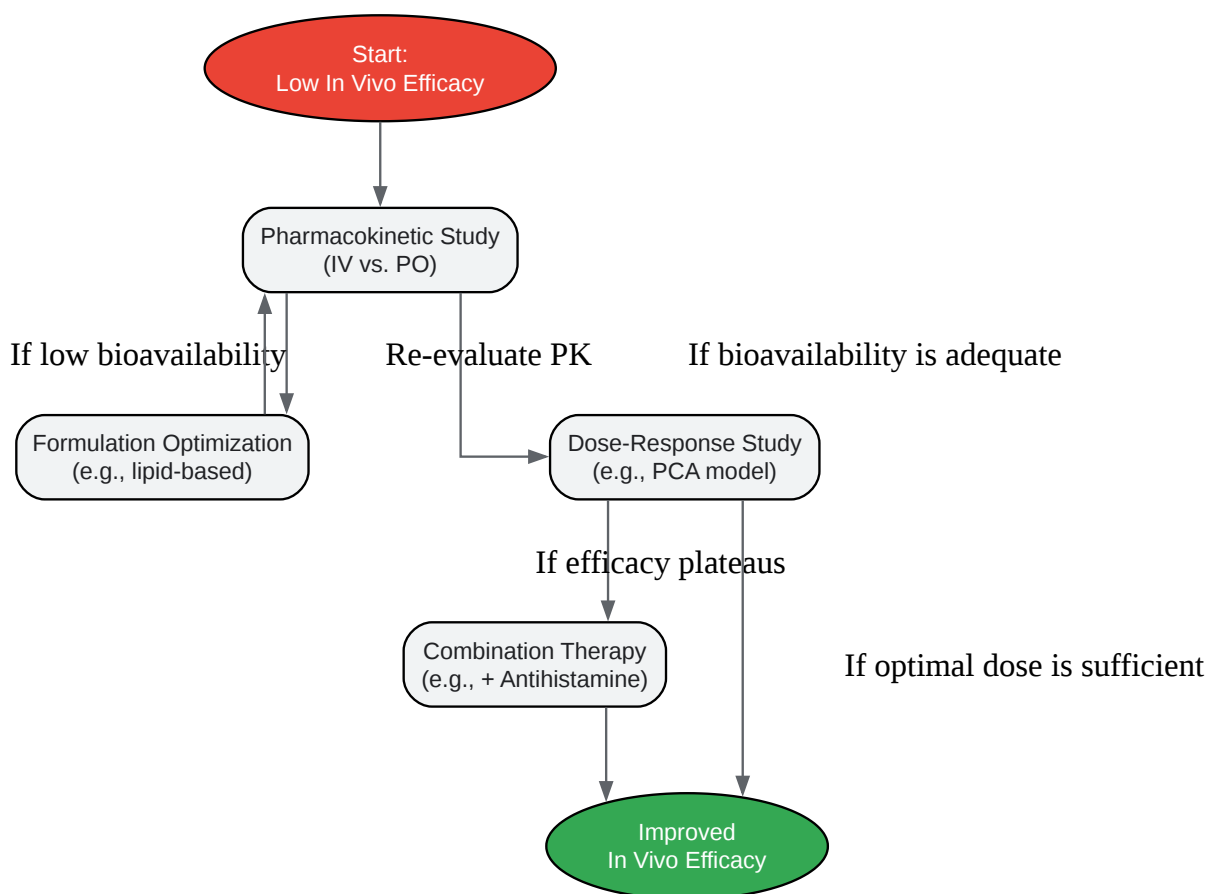 Start:
Low In Vivo Efficacy
Pharmacokinetic Study
(IV vs. PO)
If low bioavailability
Re-evaluate PK
If bioavailability is adequate
Formulation Optimization
(e.g., lipid-based)
Dose-Response Study
(e.g., PCA model)
If efficacy plateaus
Combination Therapy
(e.g., + Antihistamine)
If optimal dose is sufficient
Improved
In Vivo Efficacy